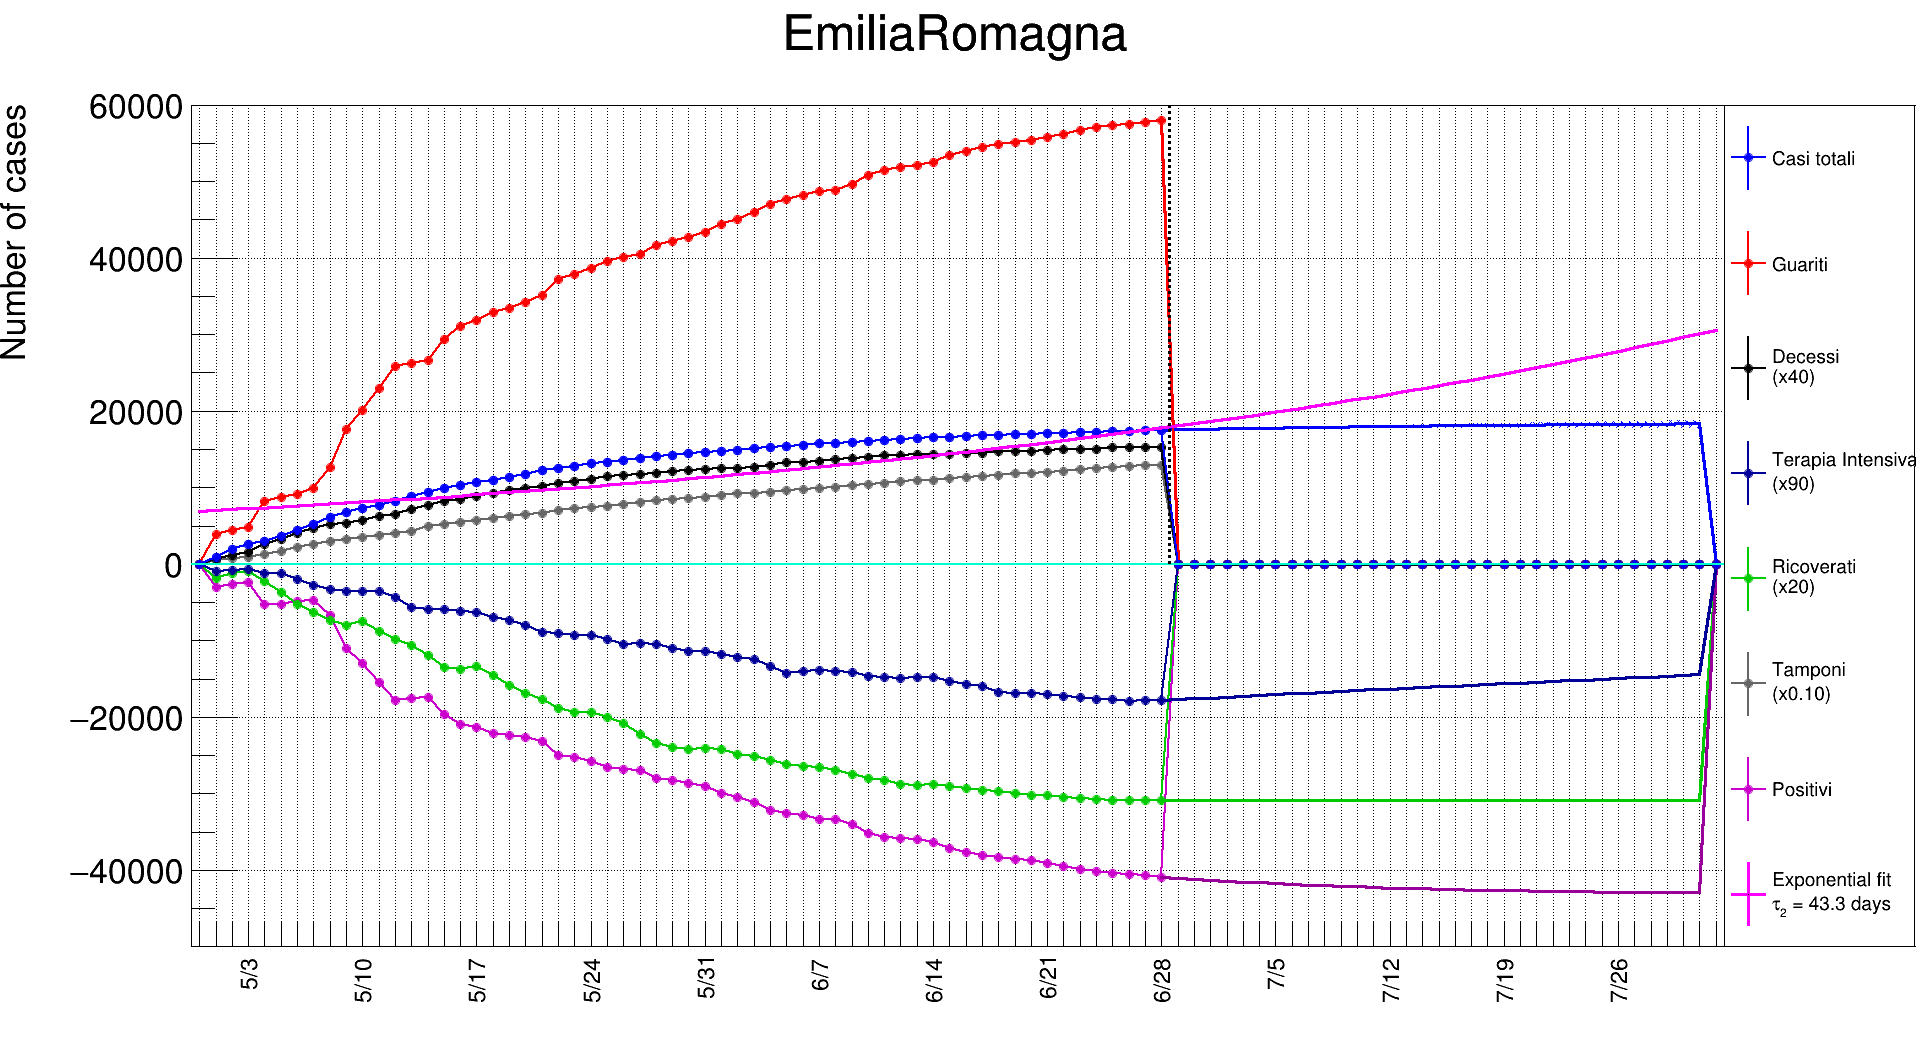 EmiliaRomagna
Number of cases
60000
40000
20000
0
−20000
−40000
5/3
5/10
5/17
5/24
5/31
6/7
6/14
6/21
6/28
7/5
7/12
7/19
7/26
Casi totali
Guariti
Decessi
(x40)
Terapia Intensiva
(x90)
Ricoverati
(x20)
Tamponi
(x0.10)
Positivi
Exponential fit
τ2 = 43.3 days